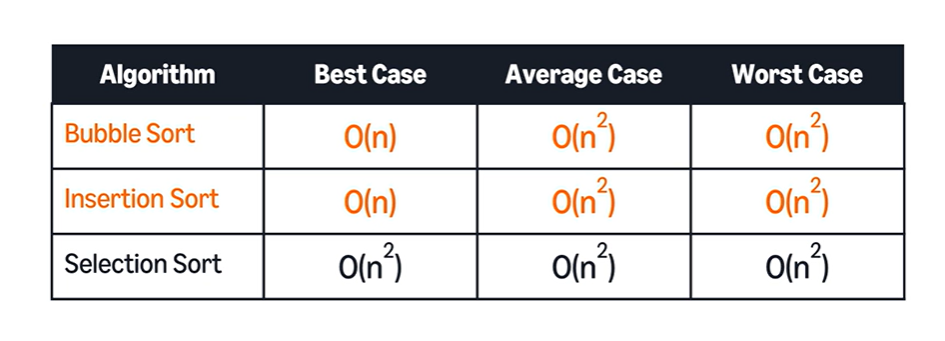 Algorithm Best Case Average Case Worst Case
Bubble Sort O(n) O(n²) O(n²)
Insertion Sort O(n) O(n²) O(n²)
Selection Sort O(n²) O(n²) O(n²)